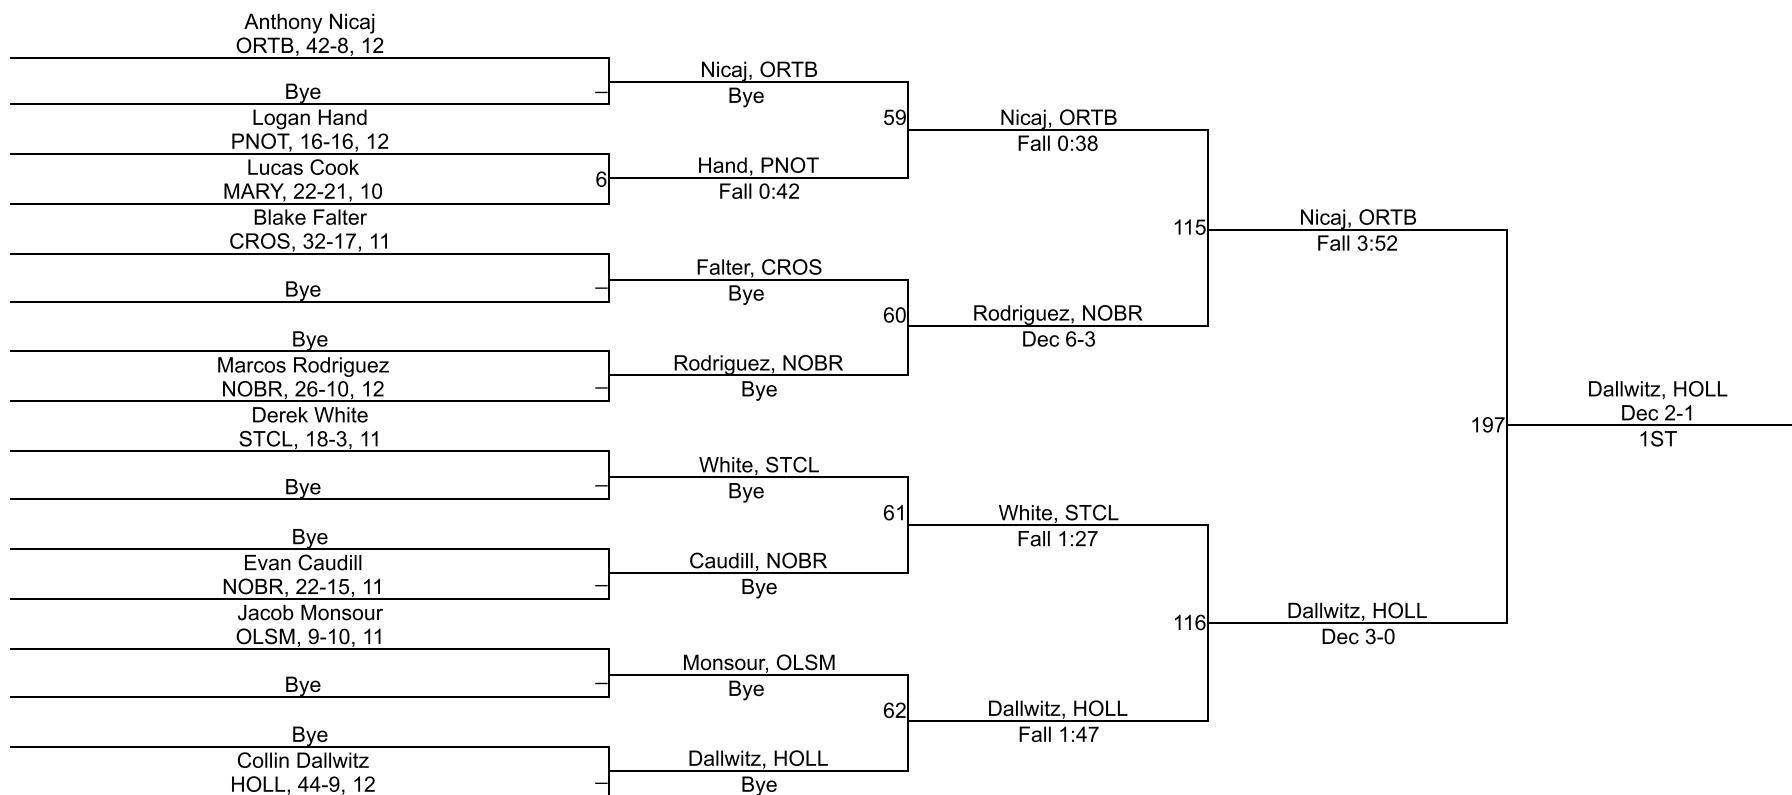 Anthony Nicaj
ORTB, 42-8, 12
Bye
Logan Hand
PNOT, 16-16, 12
Lucas Cook
MARY, 22-21, 10
6
Blake Falter
CROS, 32-17, 11
Bye
Bye
Marcos Rodriguez
NOBR, 26-10, 12
Derek White
STCL, 18-3, 11
Bye
Bye
Evan Caudill
NOBR, 22-15, 11
Jacob Monsour
OLSM, 9-10, 11
Bye
Bye
Collin Dallwitz
HOLL, 44-9, 12
Nicaj, ORTB
Bye
59
Hand, PNOT
Fall 0:42
Falter, CROS
Bye
60
Rodriguez, NOBR
Bye
White, STCL
Bye
61
Caudill, NOBR
Bye
Monsour, OLSM
Bye
62
Dallwitz, HOLL
Bye
Nicaj, ORTB
Fall 0:38
115
Rodriguez, NOBR
Dec 6-3
White, STCL
Fall 1:27
116
Dallwitz, HOLL
Fall 1:47
Nicaj, ORTB
Fall 3:52
197
Dallwitz, HOLL
Dec 3-0
Dallwitz, HOLL
Dec 2-1
1ST